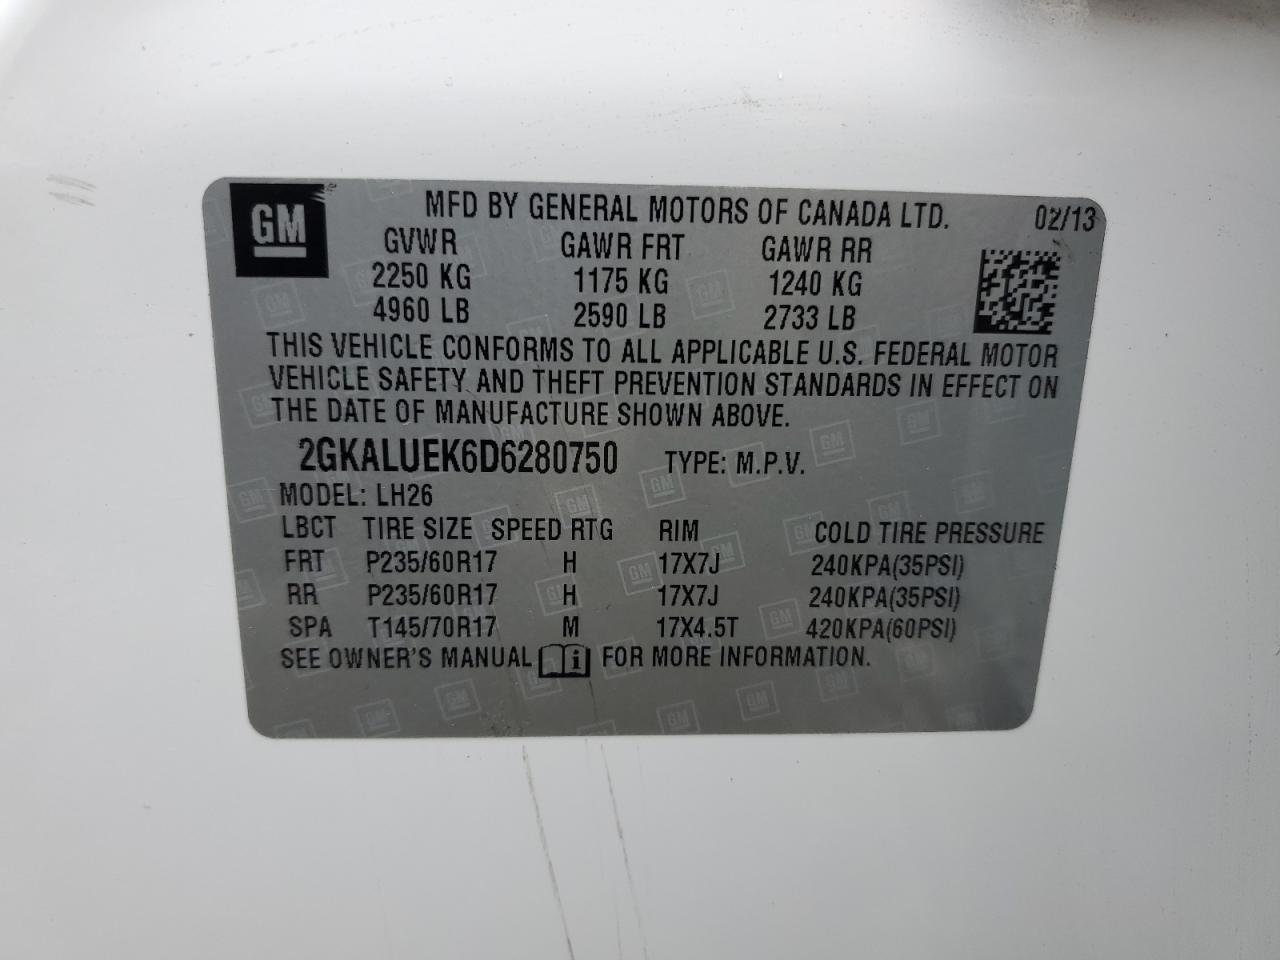 GM
MFD BY GENERAL MOTORS OF CANADA LTD. 02/13
GVWR GAWR FRT GAWR RR
2250 KG 1175 KG 1240 KG
4960 LB 2590 LB 2733 LB
THIS VEHICLE CONFORMS TO ALL APPLICABLE U.S. FEDERAL MOTOR
VEHICLE SAFETY AND THEFT PREVENTION STANDARDS IN EFFECT ON
THE DATE OF MANUFACTURE SHOWN ABOVE.
2GKALUEK6D6280750 TYPE: M.P.V.
MODEL: LH26
LBCT TIRE SIZE SPEED RTG RIM COLD TIRE PRESSURE
FRT P235/60R17 H 17X7J 240KPA(35PSI)
RR P235/60R17 H 17X7J 240KPA(35PSI)
SPA T145/70R17 M 17X4.5T 420KPA(60PSI)
SEE OWNER'S MANUAL i FOR MORE INFORMATION.